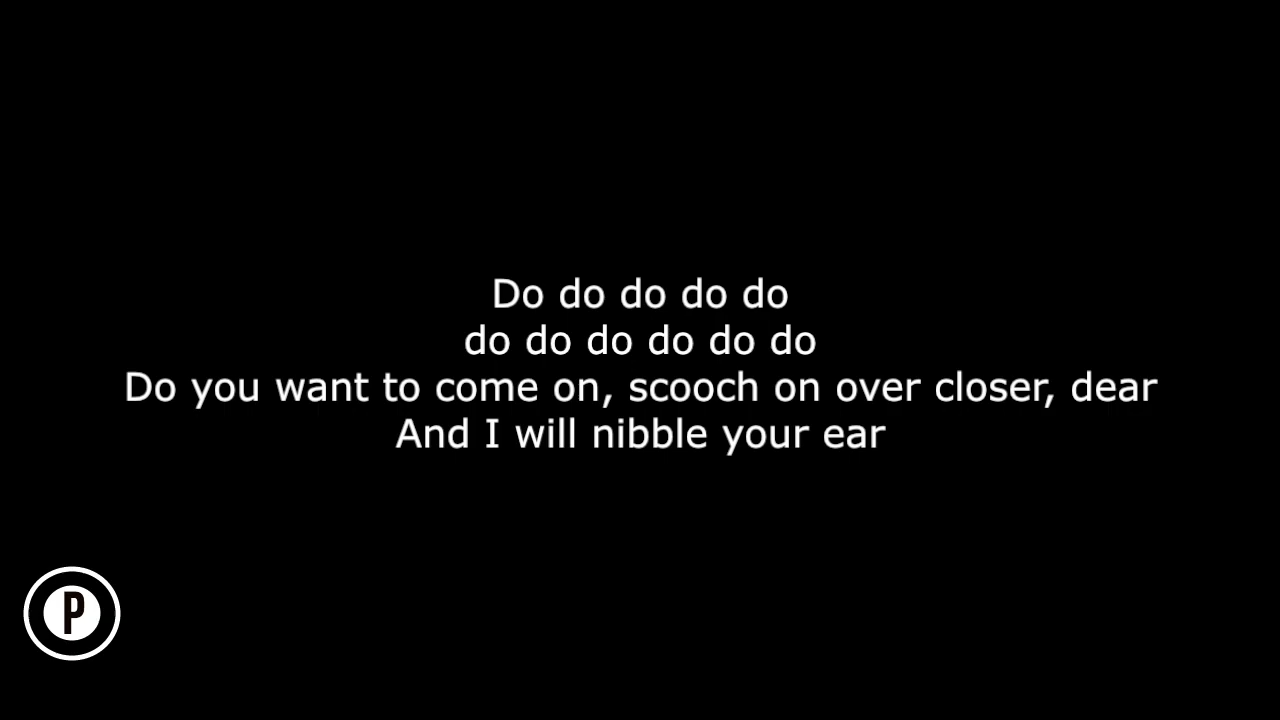 Do do do do do
do do do do do do
Do you want to come on, scooch on over closer, dear
And I will nibble your ear
P